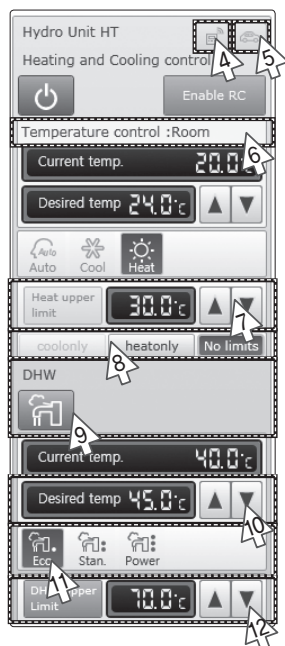 Hydro Unit HT
Heating and Cooling control
4
5
Enable RC
Temperature control :Room
6
Current temp. 20.0°c
Desired temp 24.0°c
Auto
Auto Cool Heat
Heat upper limit 30.0°c
7
coolonly heatonly No limits
8
DHW
9
Current temp. 40.0°c
Desired temp 45.0°c
10
Eco. Stan. Power
11
DHW upper Limit 70.0°c
12